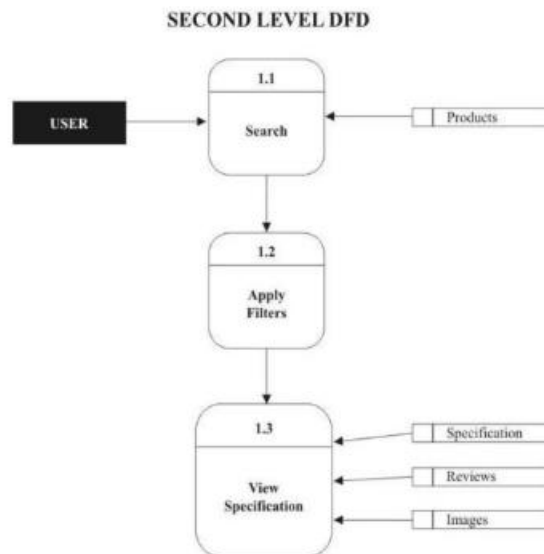 SECOND LEVEL DFD
1.1
USER
Search
Products
1.2
Apply
Filters
1.3
View
Specification
Specification
Reviews
Images